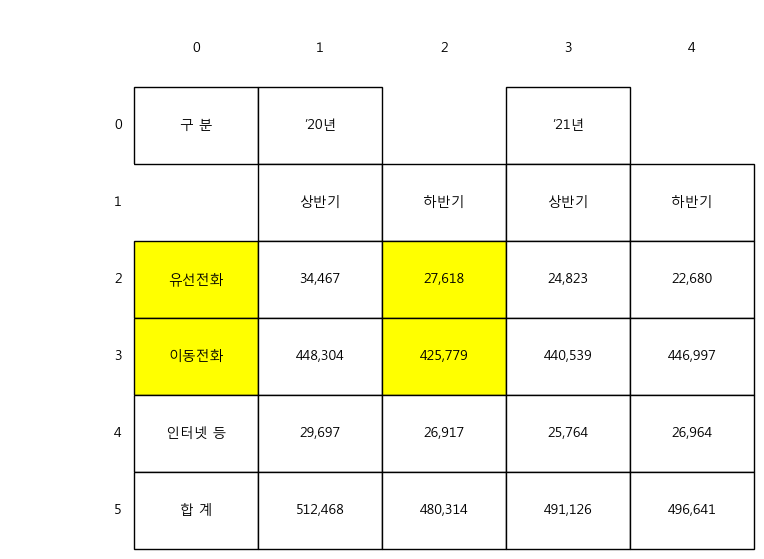 0 1 2 3 4
0 구 분 '20년 '21년
1 상반기 하반기 상반기 하반기
2 유선전화 34,467 27,618 24,823 22,680
3 이동전화 448,304 425,779 440,539 446,997
4 인터넷 등 29,697 26,917 25,764 26,964
5 합 계 512,468 480,314 491,126 496,641